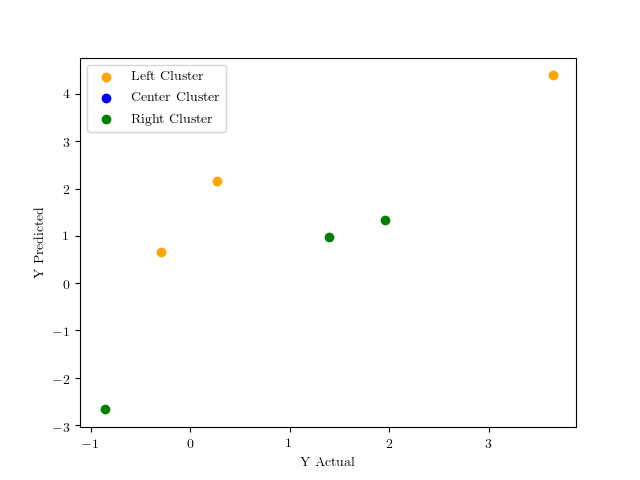 Left Cluster
Center Cluster
Right Cluster
4
3
2
1
0
−1
−2
−3
Y Predicted
−1 0 1 2 3
Y Actual